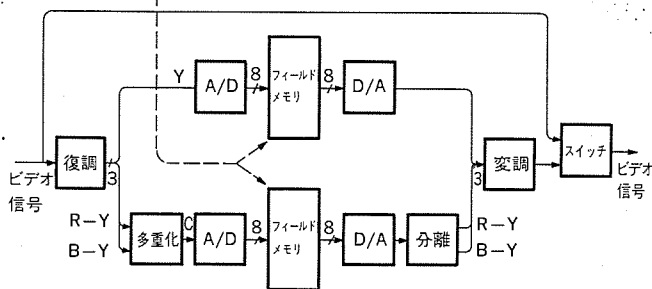 Y
A/D
8
フィールド
メモリ
8
D/A
復調
3
ビデオ
信号
R−Y
B−Y
多重化
C
A/D
8
フィールド
メモリ
8
D/A
分離
R−Y
B−Y
3
変調
スイッチ
ビデオ
信号